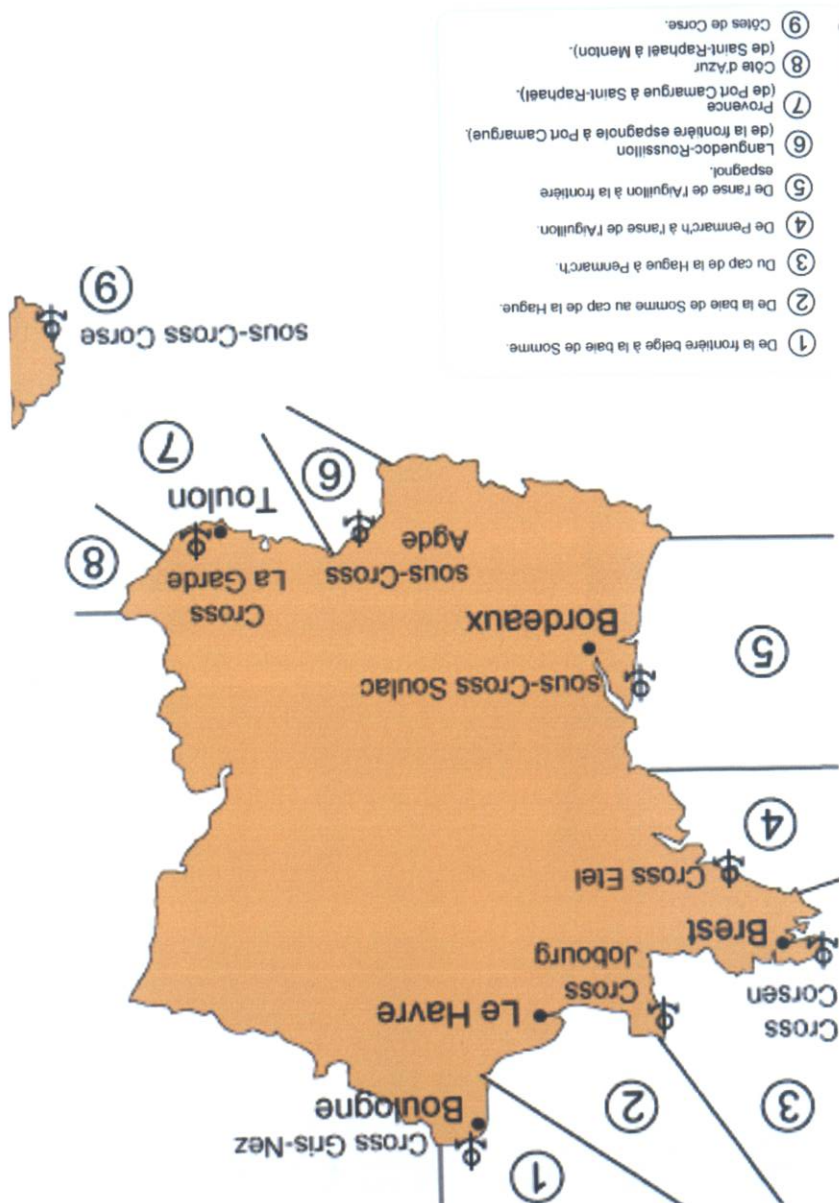 ①
Cross Gris-Nez
Boulogne
②
③
Le Havre
Cross
Jobourg
Cross
Corsen
Brest
Cross Etel
④
⑤
sous-Cross Soulac
Bordeaux
Cross
La Garde
⑧
sous-Cross
Agde
Toulon
⑥
⑦
sous-Cross Corse
⑨
① De la frontière belge à la baie de Somme.
② De la baie de Somme au cap de la Hague.
③ Du cap de la Hague à Penmarc'h.
④ De Penmarc'h à l'anse de l'Aiguillon.
⑤ De l'anse de l'Aiguillon à la frontière
espagnol.
⑥ Languedoc-Roussillon
(de la frontière espagnole à Port Camargue).
⑦ Provence
(de Port Camargue à Saint-Raphaël).
⑧ Côte d'Azur
(de Saint-Raphaël à Menton).
⑨ Côtes de Corse.